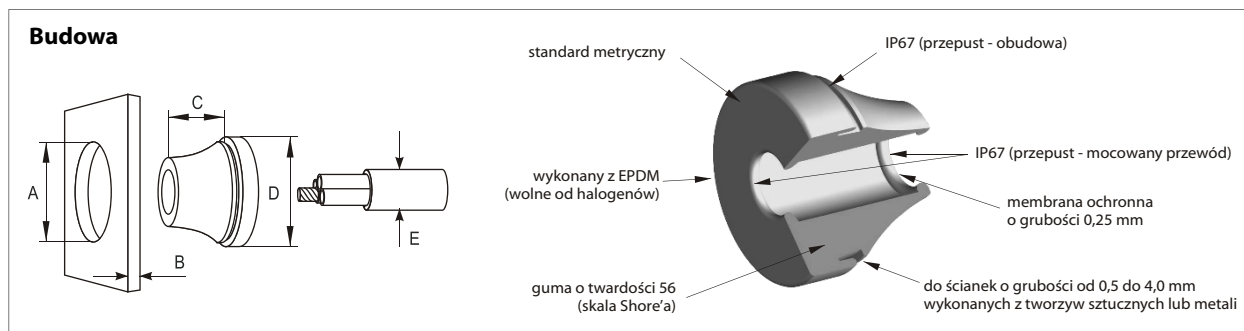 Budowa
A
B
C
D
E
standard metryczny
IP67 (przepust - obudowa)
wykonany z EPDM
(wolne od halogenów)
IP67 (przepust - mocowany przewód)
membrana ochronna
o grubości 0,25 mm
guma o twardości 56
(skala Shore'a)
do ścianek o grubości od 0,5 do 4,0 mm
wykonanych z tworzyw sztucznych lub metali